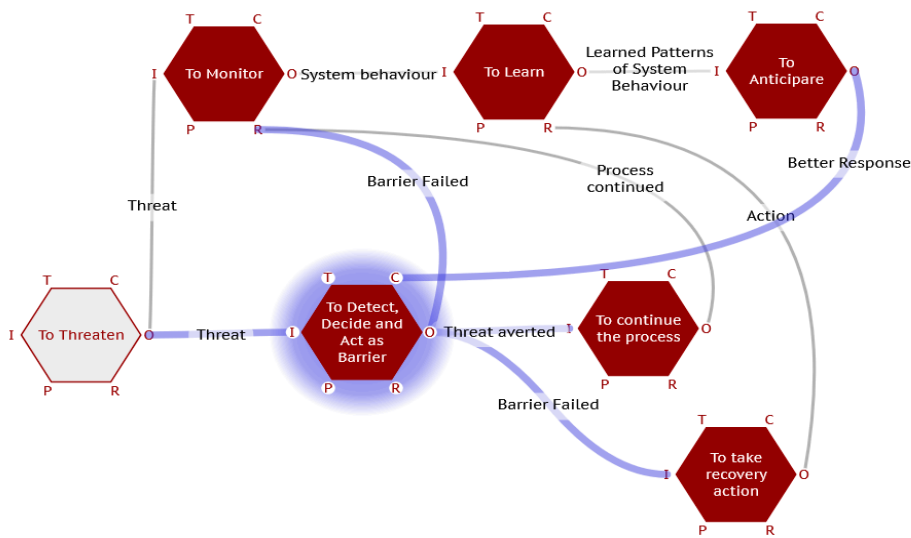 T C
I To Monitor O
P R
System behaviour
T C
I To Learn O
P R
Learned Patterns
of System
Behaviour
T C
I To
Anticipare O
P R
Barrier Failed
Process
continued
Better Response
Threat
Action
T C
I To Threaten O
P R
Threat
T C
I To Detect,
Decide and
Act as
Barrier O
P R
Threat averted
T C
I To continue
the process O
P R
Barrier Failed
T C
I To take
recovery
action O
P R